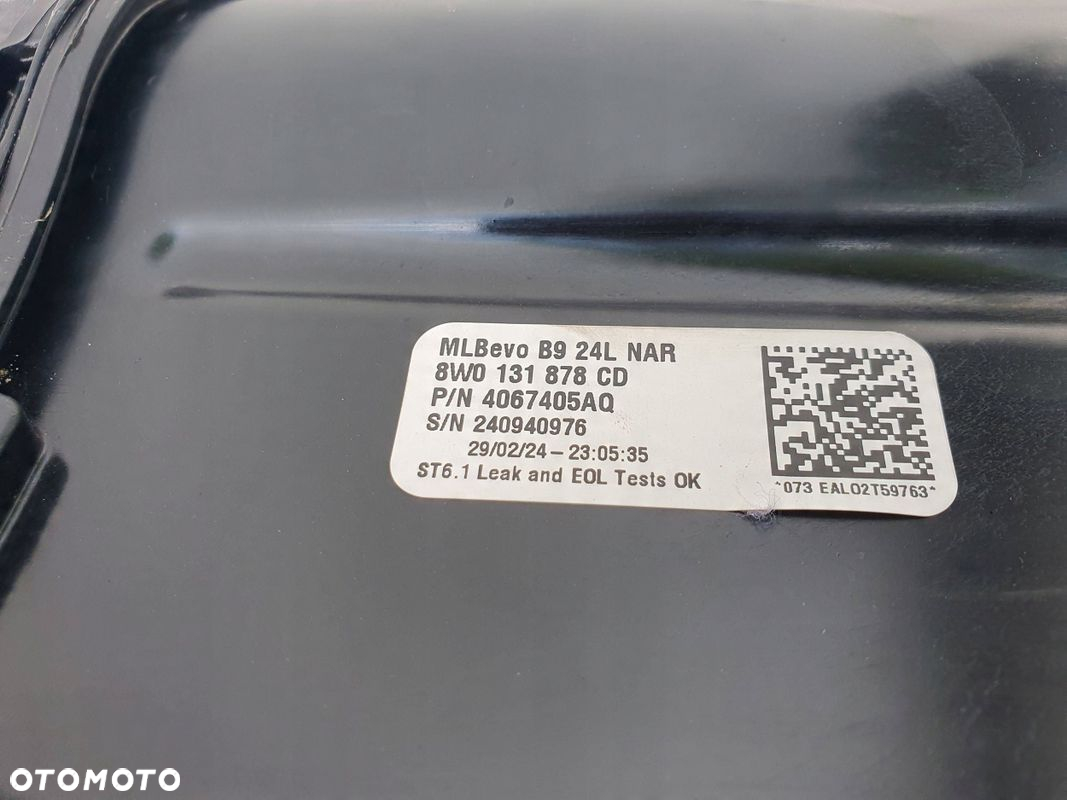 MLBevo B9 24L NAR
8W0 131 878 CD
P/N 4067405AQ
S/N 240940976
29/02/24 – 23:05:35
ST6.1 Leak and EOL Tests OK
*073 EAL02T59763*
OTOMOTO